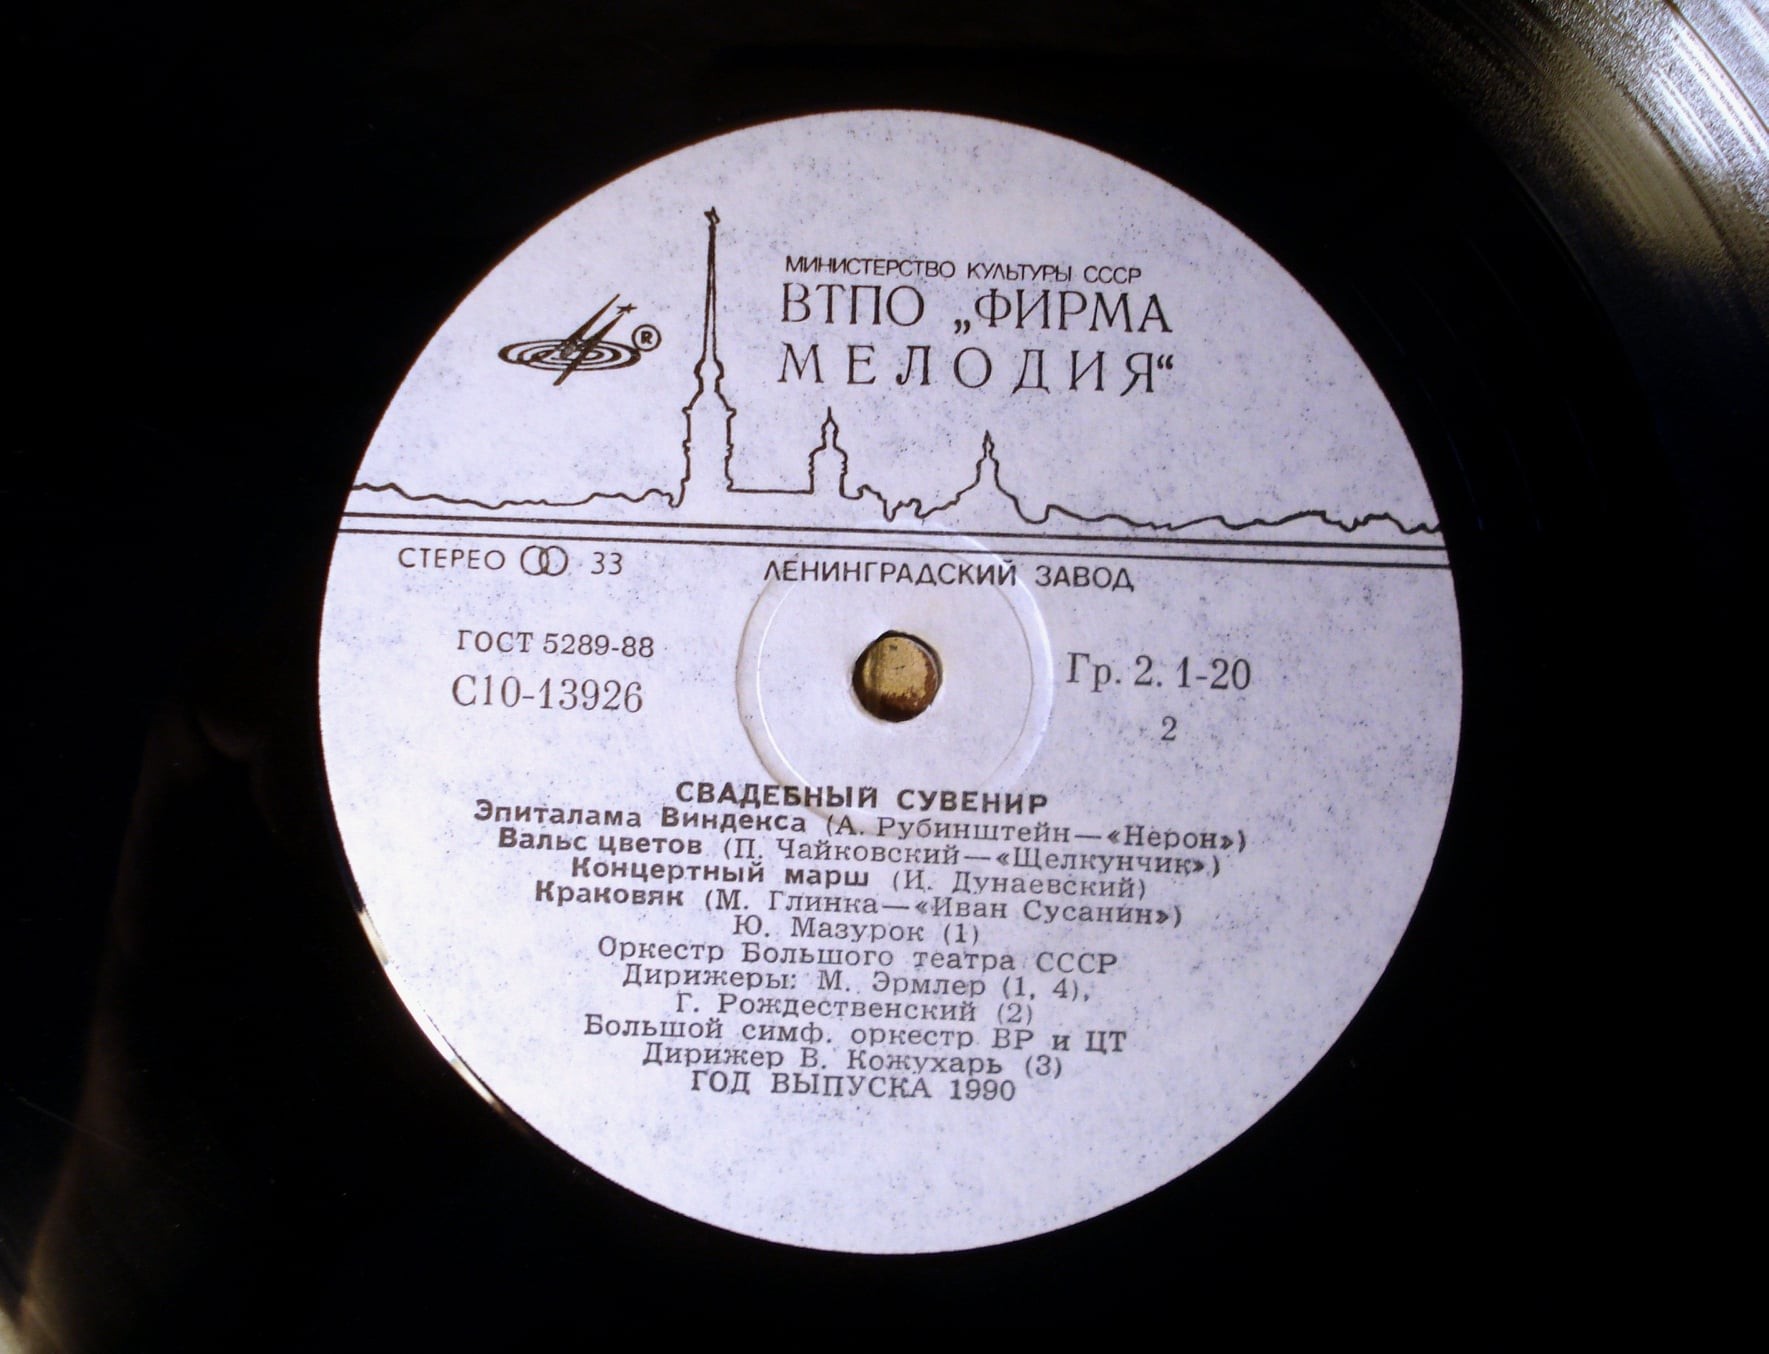 МИНИСТЕРСТВО КУЛЬТУРЫ СССР
ВТПО „ФИРМА
МЕЛОДИЯ“
®
СТЕРЕО 33
ЛЕНИНГРАДСКИЙ ЗАВОД
ГОСТ 5289-88
С10-13926
Гр. 2. 1-20
2
СВАДЕБНЫЙ СУВЕНИР
Эпиталама Виндекса (А. Рубинштейн—«Нерон»)
Вальс цветов (П. Чайковский—«Щелкунчик»)
Концертный марш (И. Дунаевский)
Краковяк (М. Глинка—«Иван Сусанин»)
Ю. Мазурок (1)
Оркестр Большого театра СССР
Дирижеры: М. Эрмлер (1, 4),
Г. Рождественский (2)
Большой симф. оркестр ВР и ЦТ
Дирижер В. Кожухарь (3)
ГОД ВЫПУСКА 1990